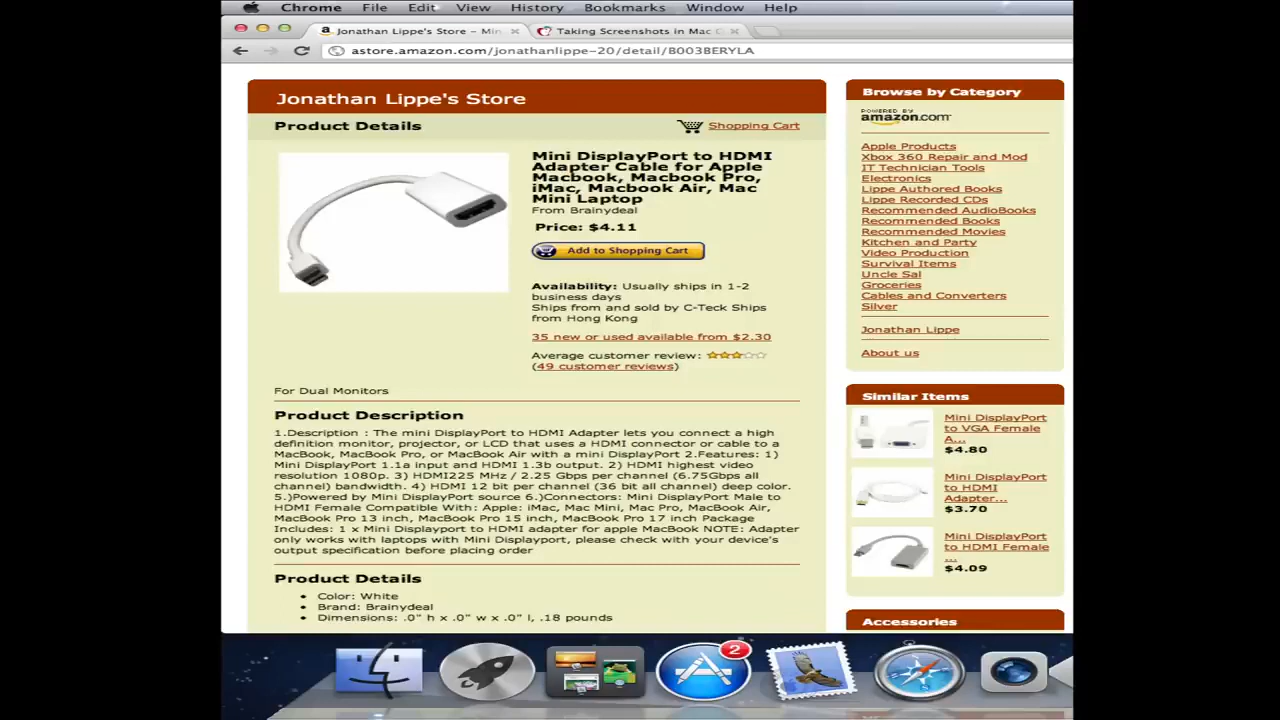 Chrome File Edit View History Bookmarks Window Help
Jonathan Lippe's Store – Min
Taking Screenshots in Mac
astore.amazon.com/jonathanlippe-20/detail/B003BERYLA
Jonathan Lippe's Store
Product Details
Shopping Cart
Mini DisplayPort to HDMI
Adapter Cable for Apple
Macbook, Macbook Pro,
iMac, Macbook Air, Mac
Mini Laptop
From Brainydeal
Price: $4.11
Add to Shopping Cart
Availability: Usually ships in 1-2
business days
Ships from and sold by C-Teck Ships
from Hong Kong
35 new or used available from $2.30
Average customer review:
(49 customer reviews)
For Dual Monitors
Product Description
1.Description : The mini DisplayPort to HDMI Adapter lets you connect a high
definition monitor, projector, or LCD that uses a HDMI connector or cable to a
MacBook, MacBook Pro, or MacBook Air with a mini DisplayPort 2.Features: 1)
Mini DisplayPort 1.1a input and HDMI 1.3b output. 2) HDMI highest video
resolution 1080p. 3) HDMI225 MHz / 2.25 Gbps per channel (6.75Gbps all
channel) bandwidth. 4) HDMI 12 bit per channel (36 bit all channel) deep color.
5.)Powered by Mini DisplayPort source 6.)Connectors: Mini DisplayPort Male to
HDMI Female Compatible With: Apple: iMac, Mac Mini, Mac Pro, MacBook Air,
MacBook Pro 13 inch, MacBook Pro 15 inch, MacBook Pro 17 inch Package
Includes: 1 x Mini Displayport to HDMI adapter for apple MacBook NOTE: Adapter
only works with laptops with Mini Displayport, please check with your device's
output specification before placing order
Product Details
Color: White
Brand: Brainydeal
Dimensions: .0" h x .0" w x .0" l, .18 pounds
Browse by Category
POWERED BY
amazon.com
Apple Products
Xbox 360 Repair and Mod
IT Technician Tools
Electronics
Lippe Authored Books
Lippe Recorded CDs
Recommended AudioBooks
Recommended Books
Recommended Movies
Kitchen and Party
Video Production
Survival Items
Uncle Sal
Groceries
Cables and Converters
Silver
Jonathan Lippe
About us
Similar Items
Mini DisplayPort
to VGA Female
A...
$4.80
Mini DisplayPort
to HDMI
Adapter...
$3.70
Mini DisplayPort
to HDMI Female
...
$4.09
Accessories
2